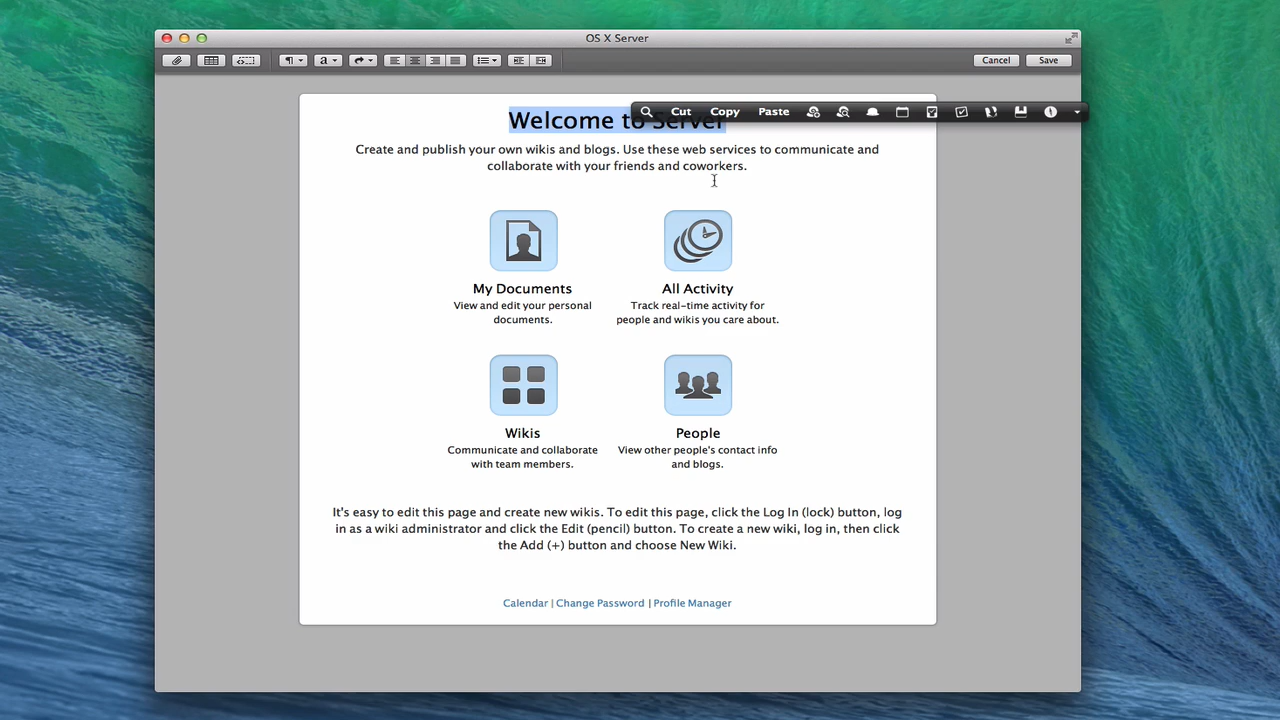 OS X Server
¶
a
Cancel
Save
Cut
Copy
Paste
Welcome to Server
Create and publish your own wikis and blogs. Use these web services to communicate and
collaborate with your friends and coworkers.
My Documents
View and edit your personal
documents.
All Activity
Track real-time activity for
people and wikis you care about.
Wikis
Communicate and collaborate
with team members.
People
View other people's contact info
and blogs.
It's easy to edit this page and create new wikis. To edit this page, click the Log In (lock) button, log
in as a wiki administrator and click the Edit (pencil) button. To create a new wiki, log in, then click
the Add (+) button and choose New Wiki.
Calendar | Change Password | Profile Manager